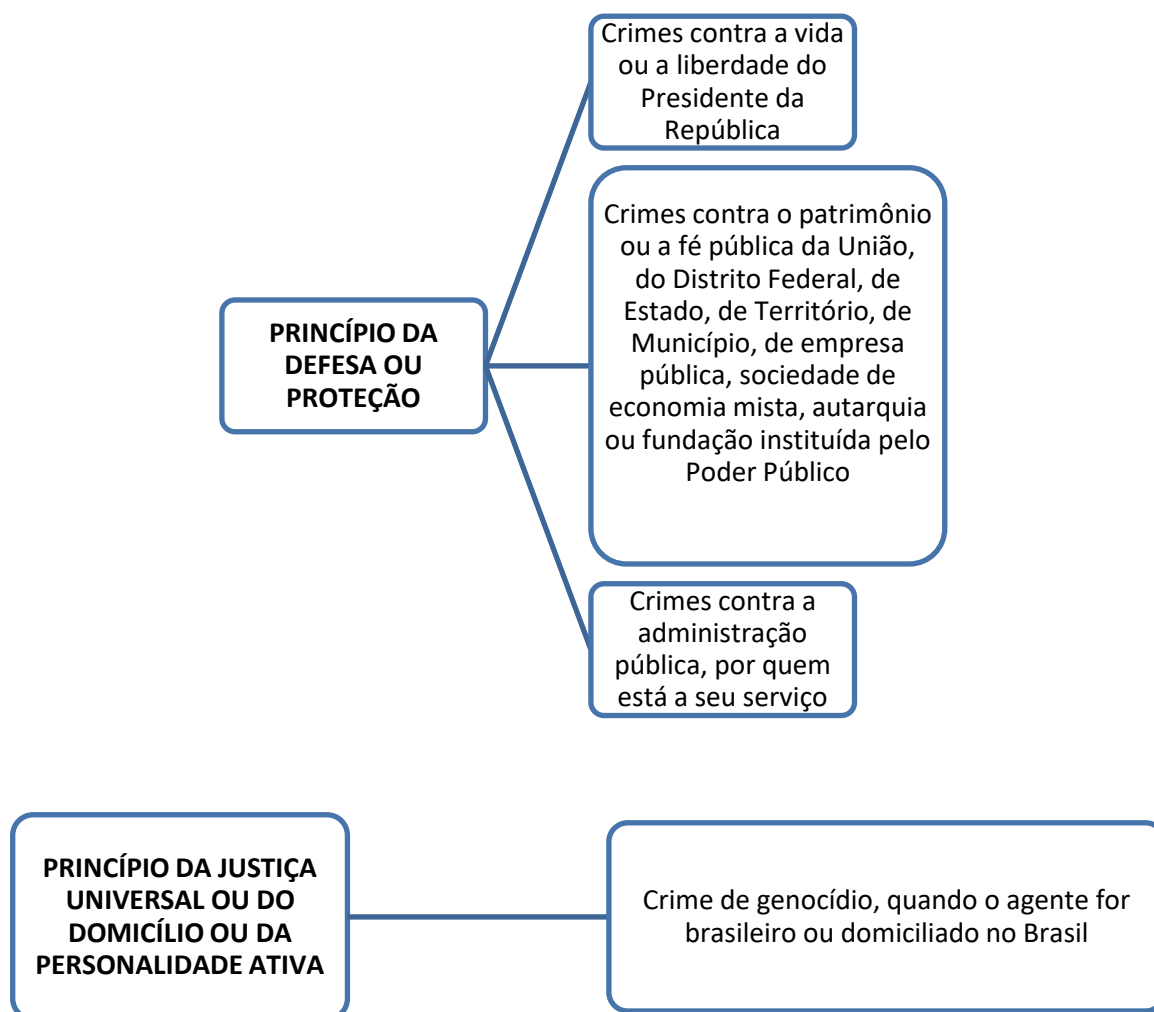 Crimes contra a vida
ou a liberdade do
Presidente da
República
Crimes contra o patrimônio
ou a fé pública da União,
do Distrito Federal, de
Estado, de Território, de
Município, de empresa
pública, sociedade de
economia mista, autarquia
ou fundação instituída pelo
Poder Público
PRINCÍPIO DA
DEFESA OU
PROTEÇÃO
Crimes contra a
administração
pública, por quem
está a seu serviço
PRINCÍPIO DA JUSTIÇA
UNIVERSAL OU DO
DOMICÍLIO OU DA
PERSONALIDADE ATIVA
Crime de genocídio, quando o agente for
brasileiro ou domiciliado no Brasil